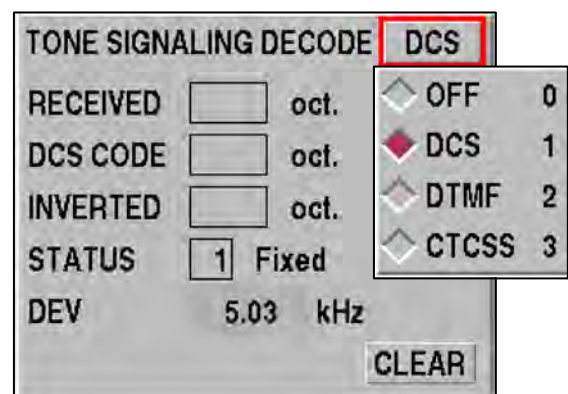 TONE SIGNALING DECODE DCS
RECEIVED oct.
DCS CODE oct.
INVERTED oct.
STATUS 1 Fixed
DEV 5.03 kHz
CLEAR
OFF 0
DCS 1
DTMF 2
CTCSS 3